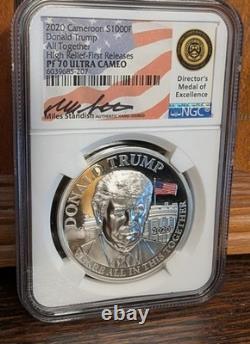 2020 Cameroon S1000F
Donald Trump
All Together
High Relief-First Releases
PF 70 ULTRA CAMEO
6039685-207
Miles Standish
Director's
Medal of
Excellence
NGC
DONALD TRUMP
2020
WE'RE ALL IN THIS TOGETHER